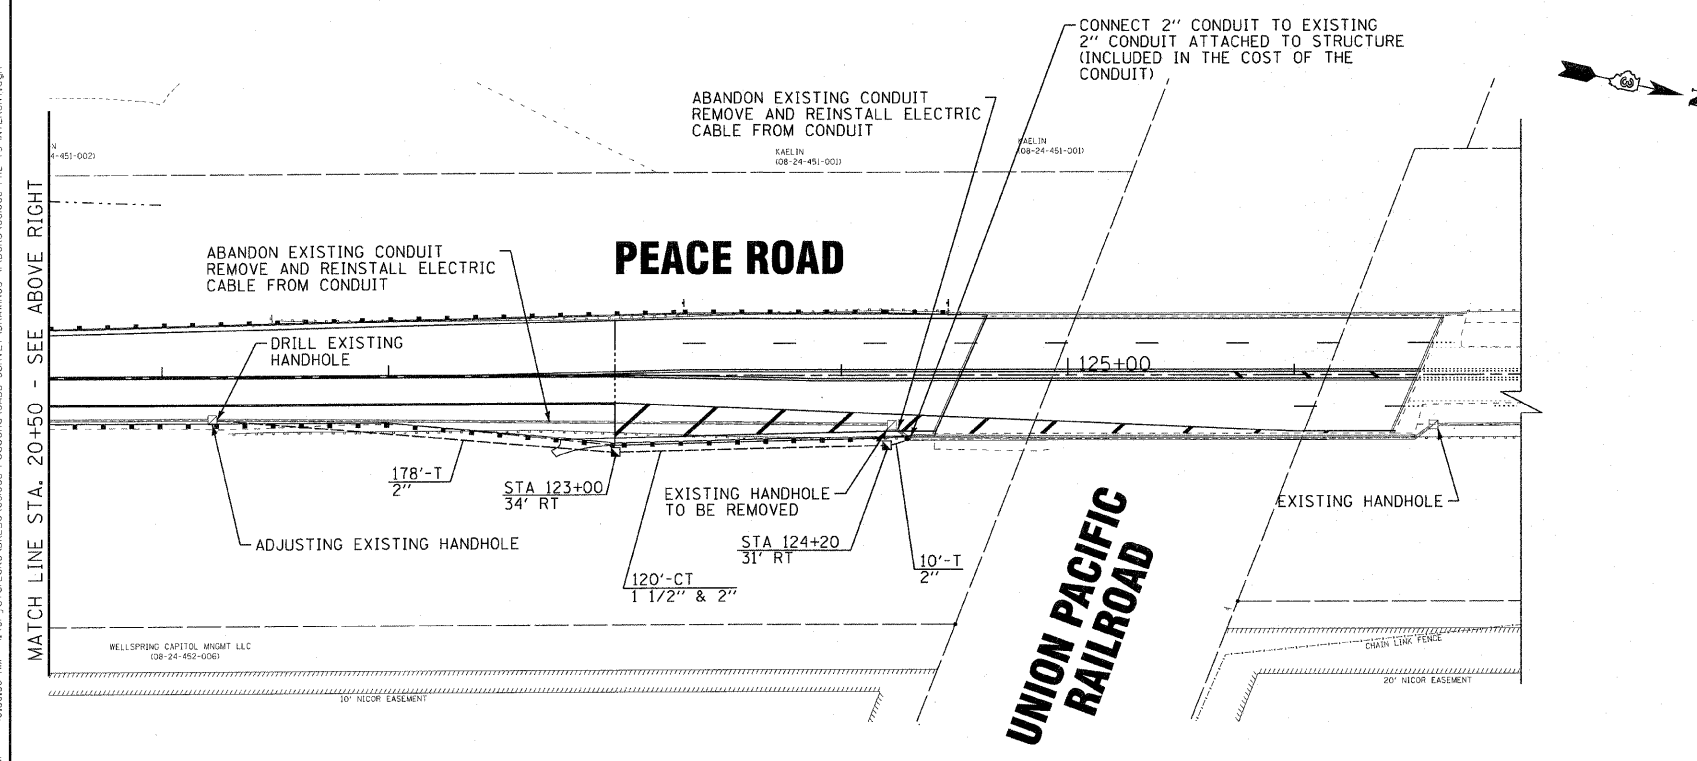 CONNECT 2" CONDUIT TO EXISTING
2" CONDUIT ATTACHED TO STRUCTURE
(INCLUDED IN THE COST OF THE
CONDUIT)
ABANDON EXISTING CONDUIT
REMOVE AND REINSTALL ELECTRIC
CABLE FROM CONDUIT
KAELIN
(08-24-451-001)
KAELIN
(08-24-451-001)
N
4-451-002)
MATCH LINE STA. 20+50 - SEE ABOVE RIGHT
PEACE ROAD
ABANDON EXISTING CONDUIT
REMOVE AND REINSTALL ELECTRIC
CABLE FROM CONDUIT
DRILL EXISTING
HANDHOLE
125+00
178'-T
2"
STA 123+00
34' RT
EXISTING HANDHOLE
TO BE REMOVED
EXISTING HANDHOLE
ADJUSTING EXISTING HANDHOLE
STA 124+20
31' RT
10'-T
2"
120'-CT
1 1/2" & 2"
UNION PACIFIC
RAILROAD
WELLSPRING CAPITOL MNGMT LLC
(08-24-452-006)
CHAIN LINK FENCE
10' NICOR EASEMENT
20' NICOR EASEMENT